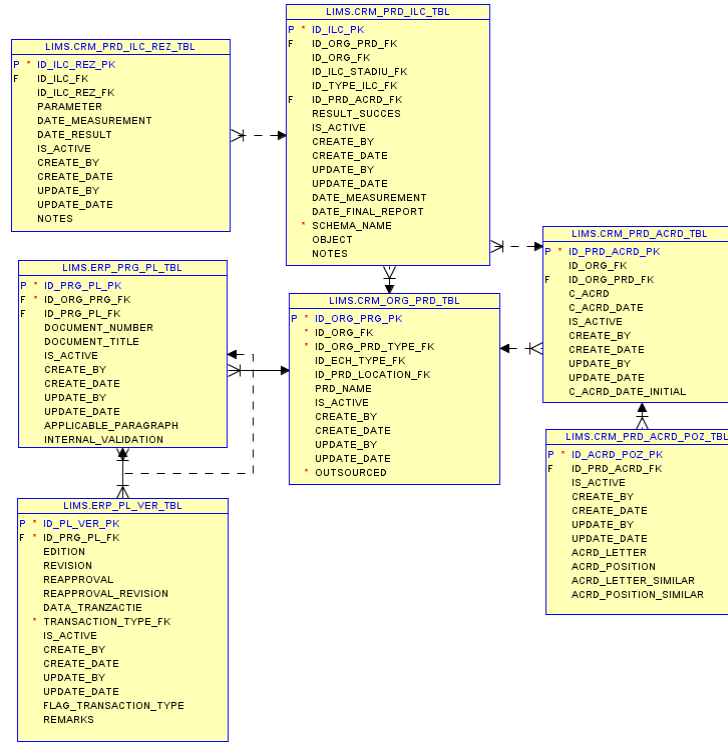 LIMS.CRM_PRD_ILC_REZ_TBL
P * ID_ILC_REZ_PK
F ID_ILC_FK
ID_ILC_REZ_FK
PARAMETER
DATE_MEASUREMENT
DATE_RESULT
IS_ACTIVE
CREATE_BY
CREATE_DATE
UPDATE_BY
UPDATE_DATE
NOTES
LIMS.CRM_PRD_ILC_TBL
P * ID_ILC_PK
F ID_ORG_PRD_FK
ID_ORG_FK
ID_ILC_STADIU_FK
ID_TYPE_ILC_FK
F ID_PRD_ACRD_FK
RESULT_SUCCES
IS_ACTIVE
CREATE_BY
CREATE_DATE
UPDATE_BY
UPDATE_DATE
DATE_MEASUREMENT
DATE_FINAL_REPORT
* SCHEMA_NAME
OBJECT
NOTES
LIMS.CRM_PRD_ACRD_TBL
P * ID_PRD_ACRD_PK
ID_ORG_FK
F ID_ORG_PRD_FK
C_ACRD
C_ACRD_DATE
IS_ACTIVE
CREATE_BY
CREATE_DATE
UPDATE_BY
UPDATE_DATE
C_ACRD_DATE_INITIAL
LIMS.ERP_PRG_PL_TBL
P * ID_PRG_PL_PK
F * ID_ORG_PRG_FK
F ID_PRG_PL_FK
DOCUMENT_NUMBER
DOCUMENT_TITLE
IS_ACTIVE
CREATE_BY
CREATE_DATE
UPDATE_BY
UPDATE_DATE
APPLICABLE_PARAGRAPH
INTERNAL_VALIDATION
LIMS.CRM_ORG_PRD_TBL
P * ID_ORG_PRG_PK
* ID_ORG_FK
* ID_ORG_PRD_TYPE_FK
ID_ECH_TYPE_FK
ID_PRD_LOCATION_FK
PRD_NAME
IS_ACTIVE
CREATE_BY
CREATE_DATE
UPDATE_BY
UPDATE_DATE
* OUTSOURCED
LIMS.CRM_PRD_ACRD_POZ_TBL
P * ID_ACRD_POZ_PK
F ID_PRD_ACRD_FK
IS_ACTIVE
CREATE_BY
CREATE_DATE
UPDATE_BY
UPDATE_DATE
ACRD_LETTER
ACRD_POSITION
ACRD_LETTER_SIMILAR
ACRD_POSITION_SIMILAR
LIMS.ERP_PL_VER_TBL
P * ID_PL_VER_PK
F * ID_PRG_PL_FK
EDITION
REVISION
REAPPROVAL
REAPPROVAL_REVISION
DATA_TRANZACTIE
* TRANSACTION_TYPE_FK
IS_ACTIVE
CREATE_BY
CREATE_DATE
UPDATE_BY
UPDATE_DATE
FLAG_TRANSACTION_TYPE
REMARKS